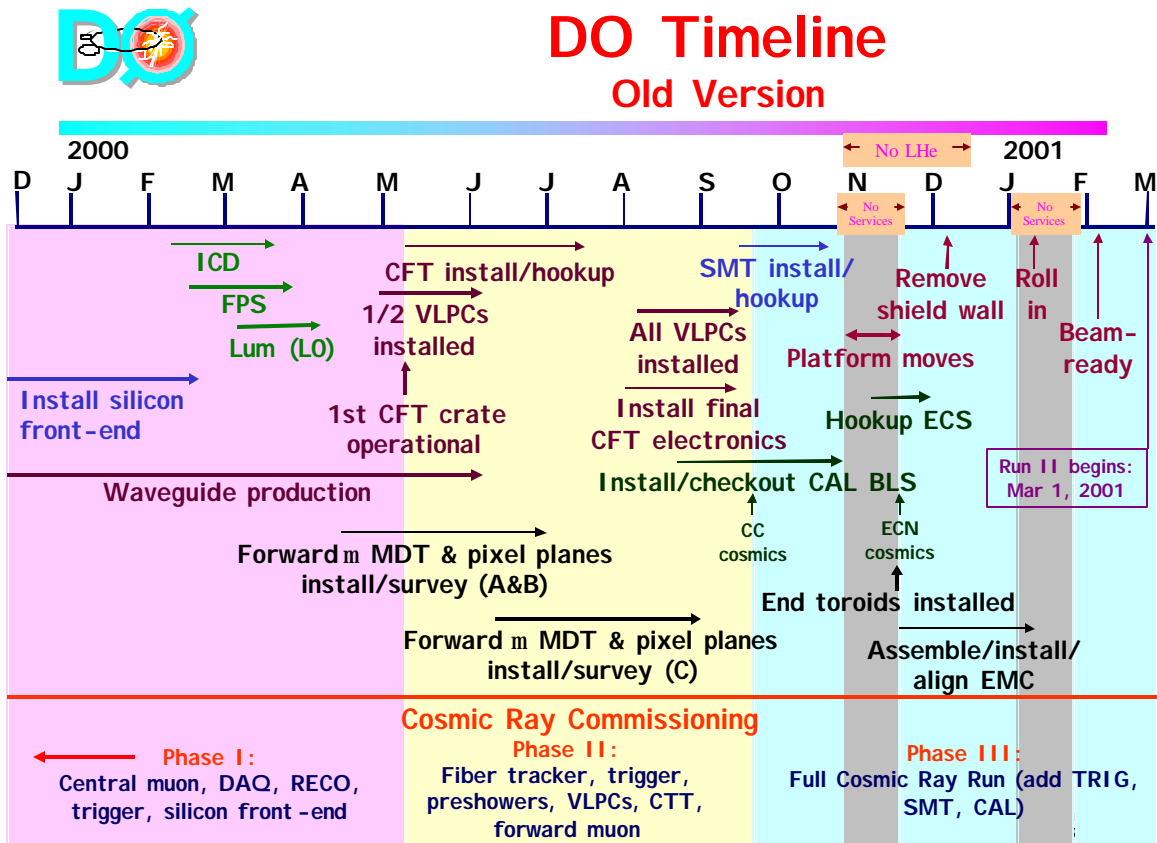 DØ
DO Timeline
Old Version
2000
No LHe
2001
D J F M A M J J A S O N D J F M
No
Services
No
Services
ICD
FPS
Lum (L0)
Install silicon
front-end
CFT install/hookup
1/2 VLPCs
installed
1st CFT crate
operational
Waveguide production
SMT install/
hookup
All VLPCs
installed
Install final
CFT electronics
Remove
shield wall
Roll
in
Beam-
ready
Platform moves
Hookup ECS
Install/checkout CAL BLS
Run II begins:
Mar 1, 2001
CC
cosmics
ECN
cosmics
Forward m MDT & pixel planes
install/survey (A&B)
End toroids installed
Forward m MDT & pixel planes
install/survey (C)
Assemble/install/
align EMC
Cosmic Ray Commissioning
Phase I:
Central muon, DAQ, RECO,
trigger, silicon front-end
Phase II:
Fiber tracker, trigger,
preshowers, VLPCs, CTT,
forward muon
Phase III:
Full Cosmic Ray Run (add TRIG,
SMT, CAL)